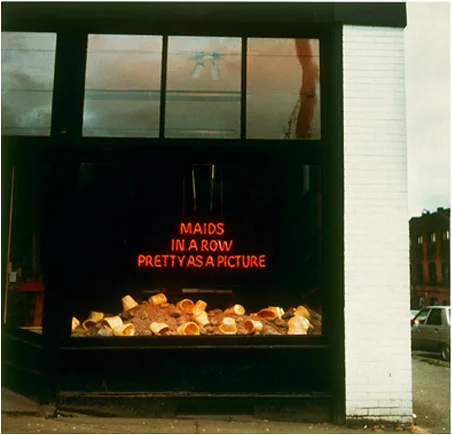 MAIDS
IN A ROW
PRETTY AS A PICTURE